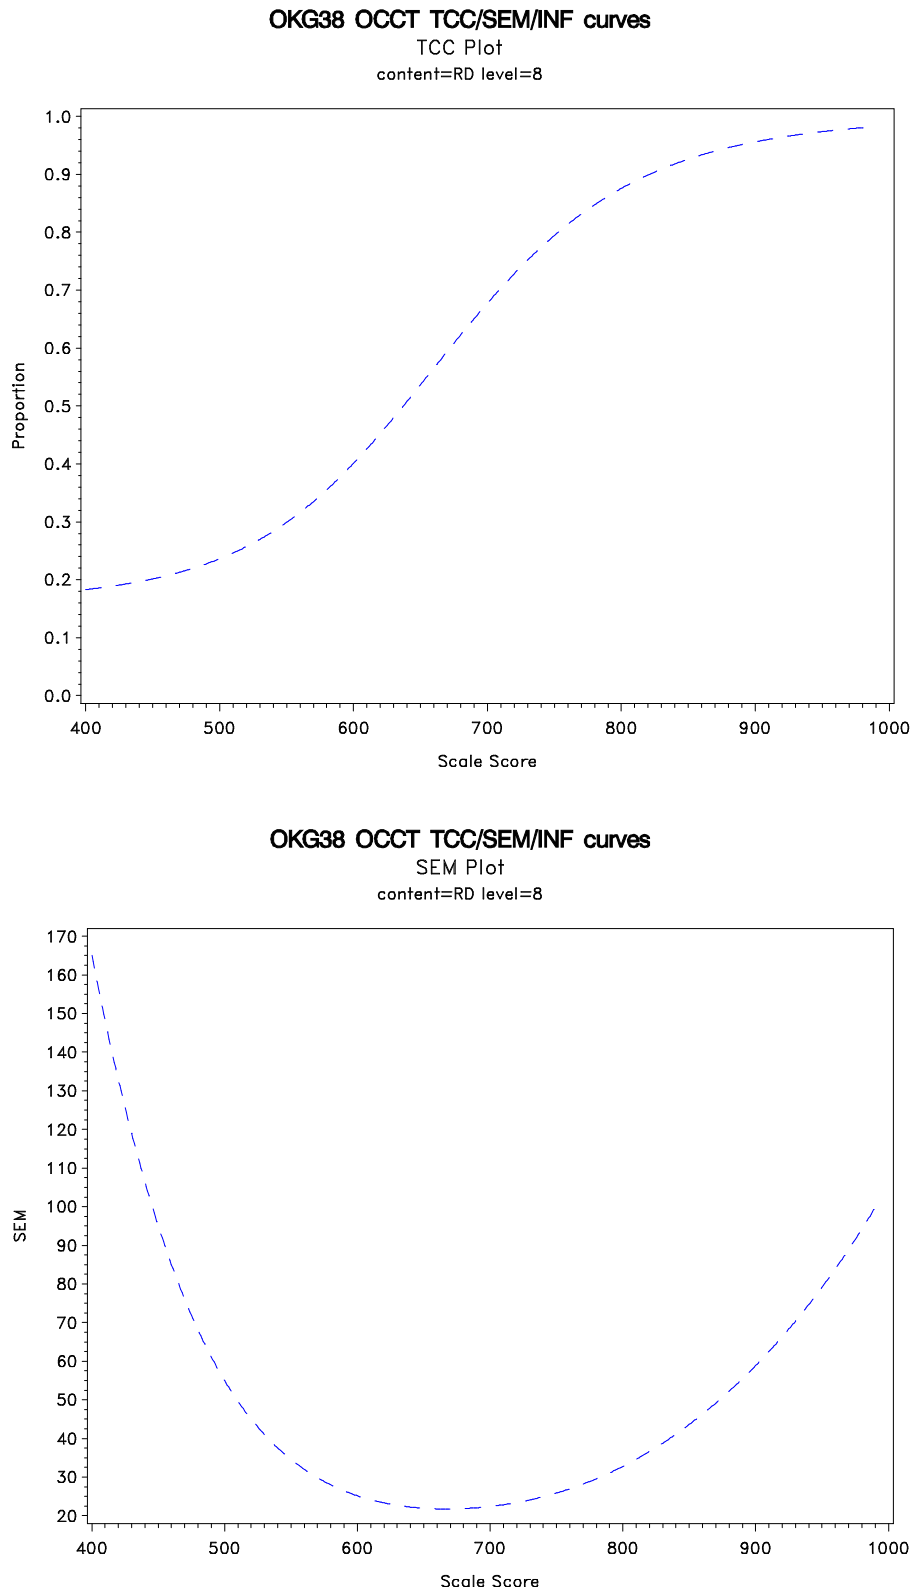 OKG38 OCCT TCC/SEM/INF curves
TCC Plot
content=RD level=8
1.0
0.9
0.8
0.7
0.6
0.5
0.4
0.3
0.2
0.1
0.0
Proportion
400 500 600 700 800 900 1000
Scale Score
OKG38 OCCT TCC/SEM/INF curves
SEM Plot
content=RD level=8
170
160
150
140
130
120
110
100
90
80
70
60
50
40
30
20
SEM
400 500 600 700 800 900 1000
Scale Score